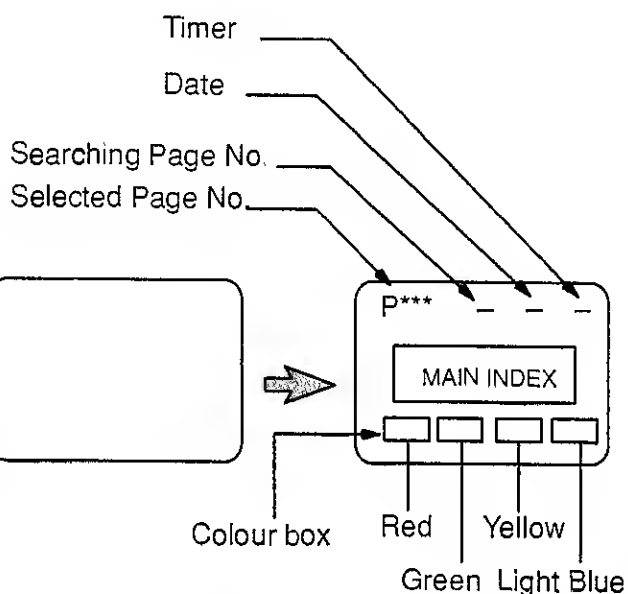 Timer
Date
Searching Page No.
Selected Page No.
P*** – – –
MAIN INDEX
Colour box
Red
Yellow
Green
Light Blue